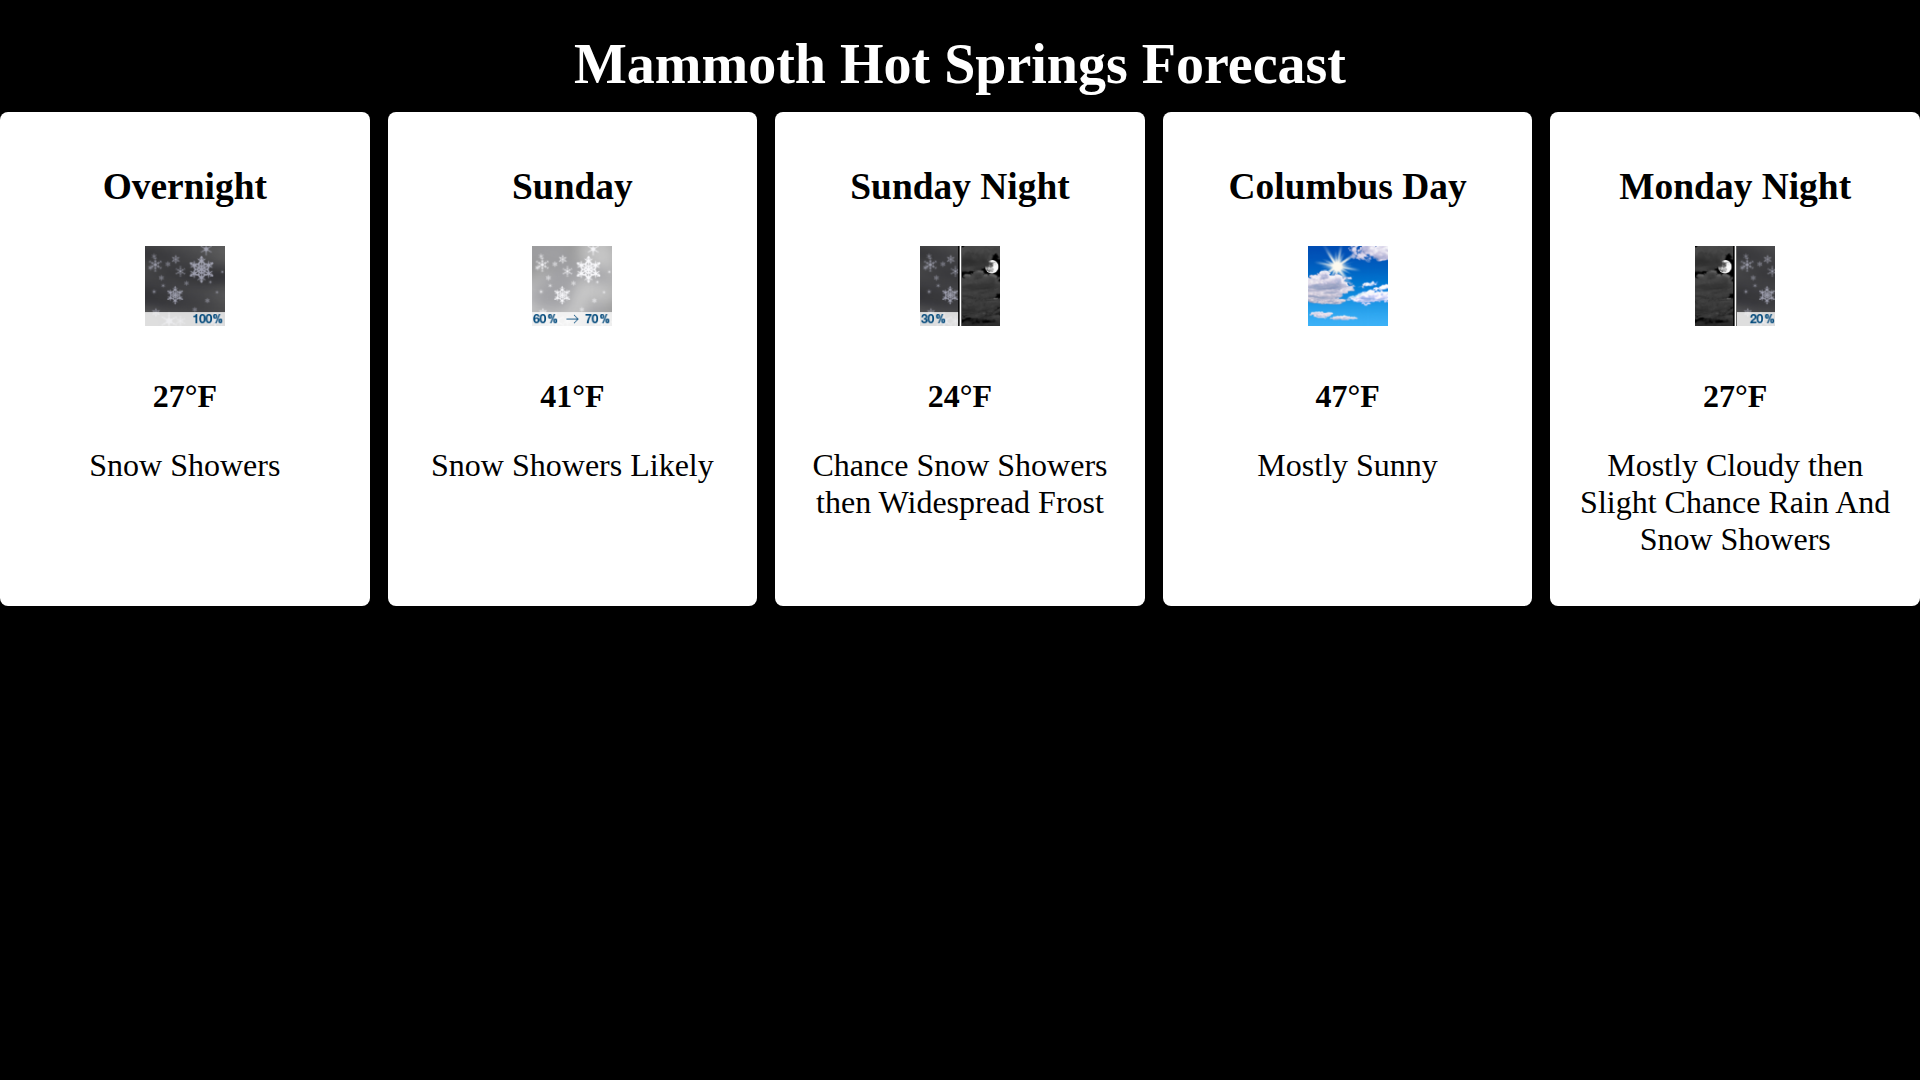 Mammoth Hot Springs Forecast
Overnight
100%
27°F
Snow Showers
Sunday
60% → 70%
41°F
Snow Showers Likely
Sunday Night
30%
24°F
Chance Snow Showers
then Widespread Frost
Columbus Day
47°F
Mostly Sunny
Monday Night
20%
27°F
Mostly Cloudy then
Slight Chance Rain And
Snow Showers